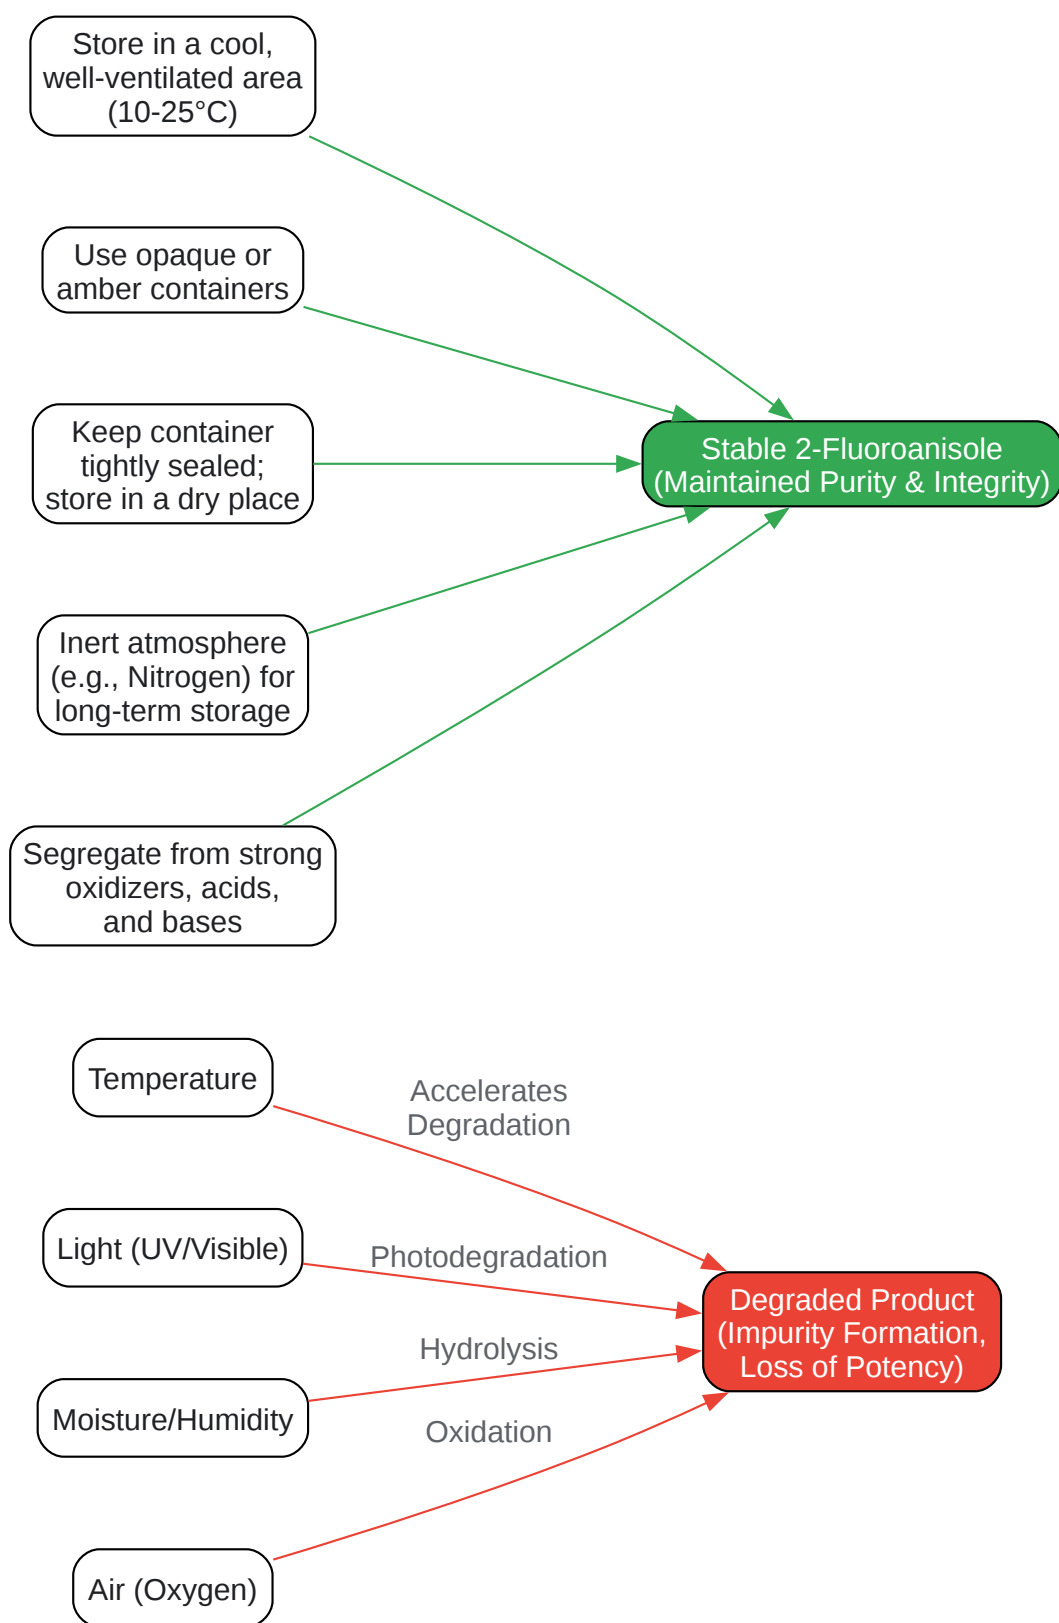 Store in a cool,
well-ventilated area
(10-25°C)
Use opaque or
amber containers
Keep container
tightly sealed;
store in a dry place
Stable 2-Fluoroanisole
(Maintained Purity & Integrity)
Inert atmosphere
(e.g., Nitrogen) for
long-term storage
Segregate from strong
oxidizers, acids,
and bases
Temperature
Accelerates
Degradation
Light (UV/Visible)
Photodegradation
Degraded Product
(Impurity Formation,
Loss of Potency)
Hydrolysis
Moisture/Humidity
Oxidation
Air (Oxygen)